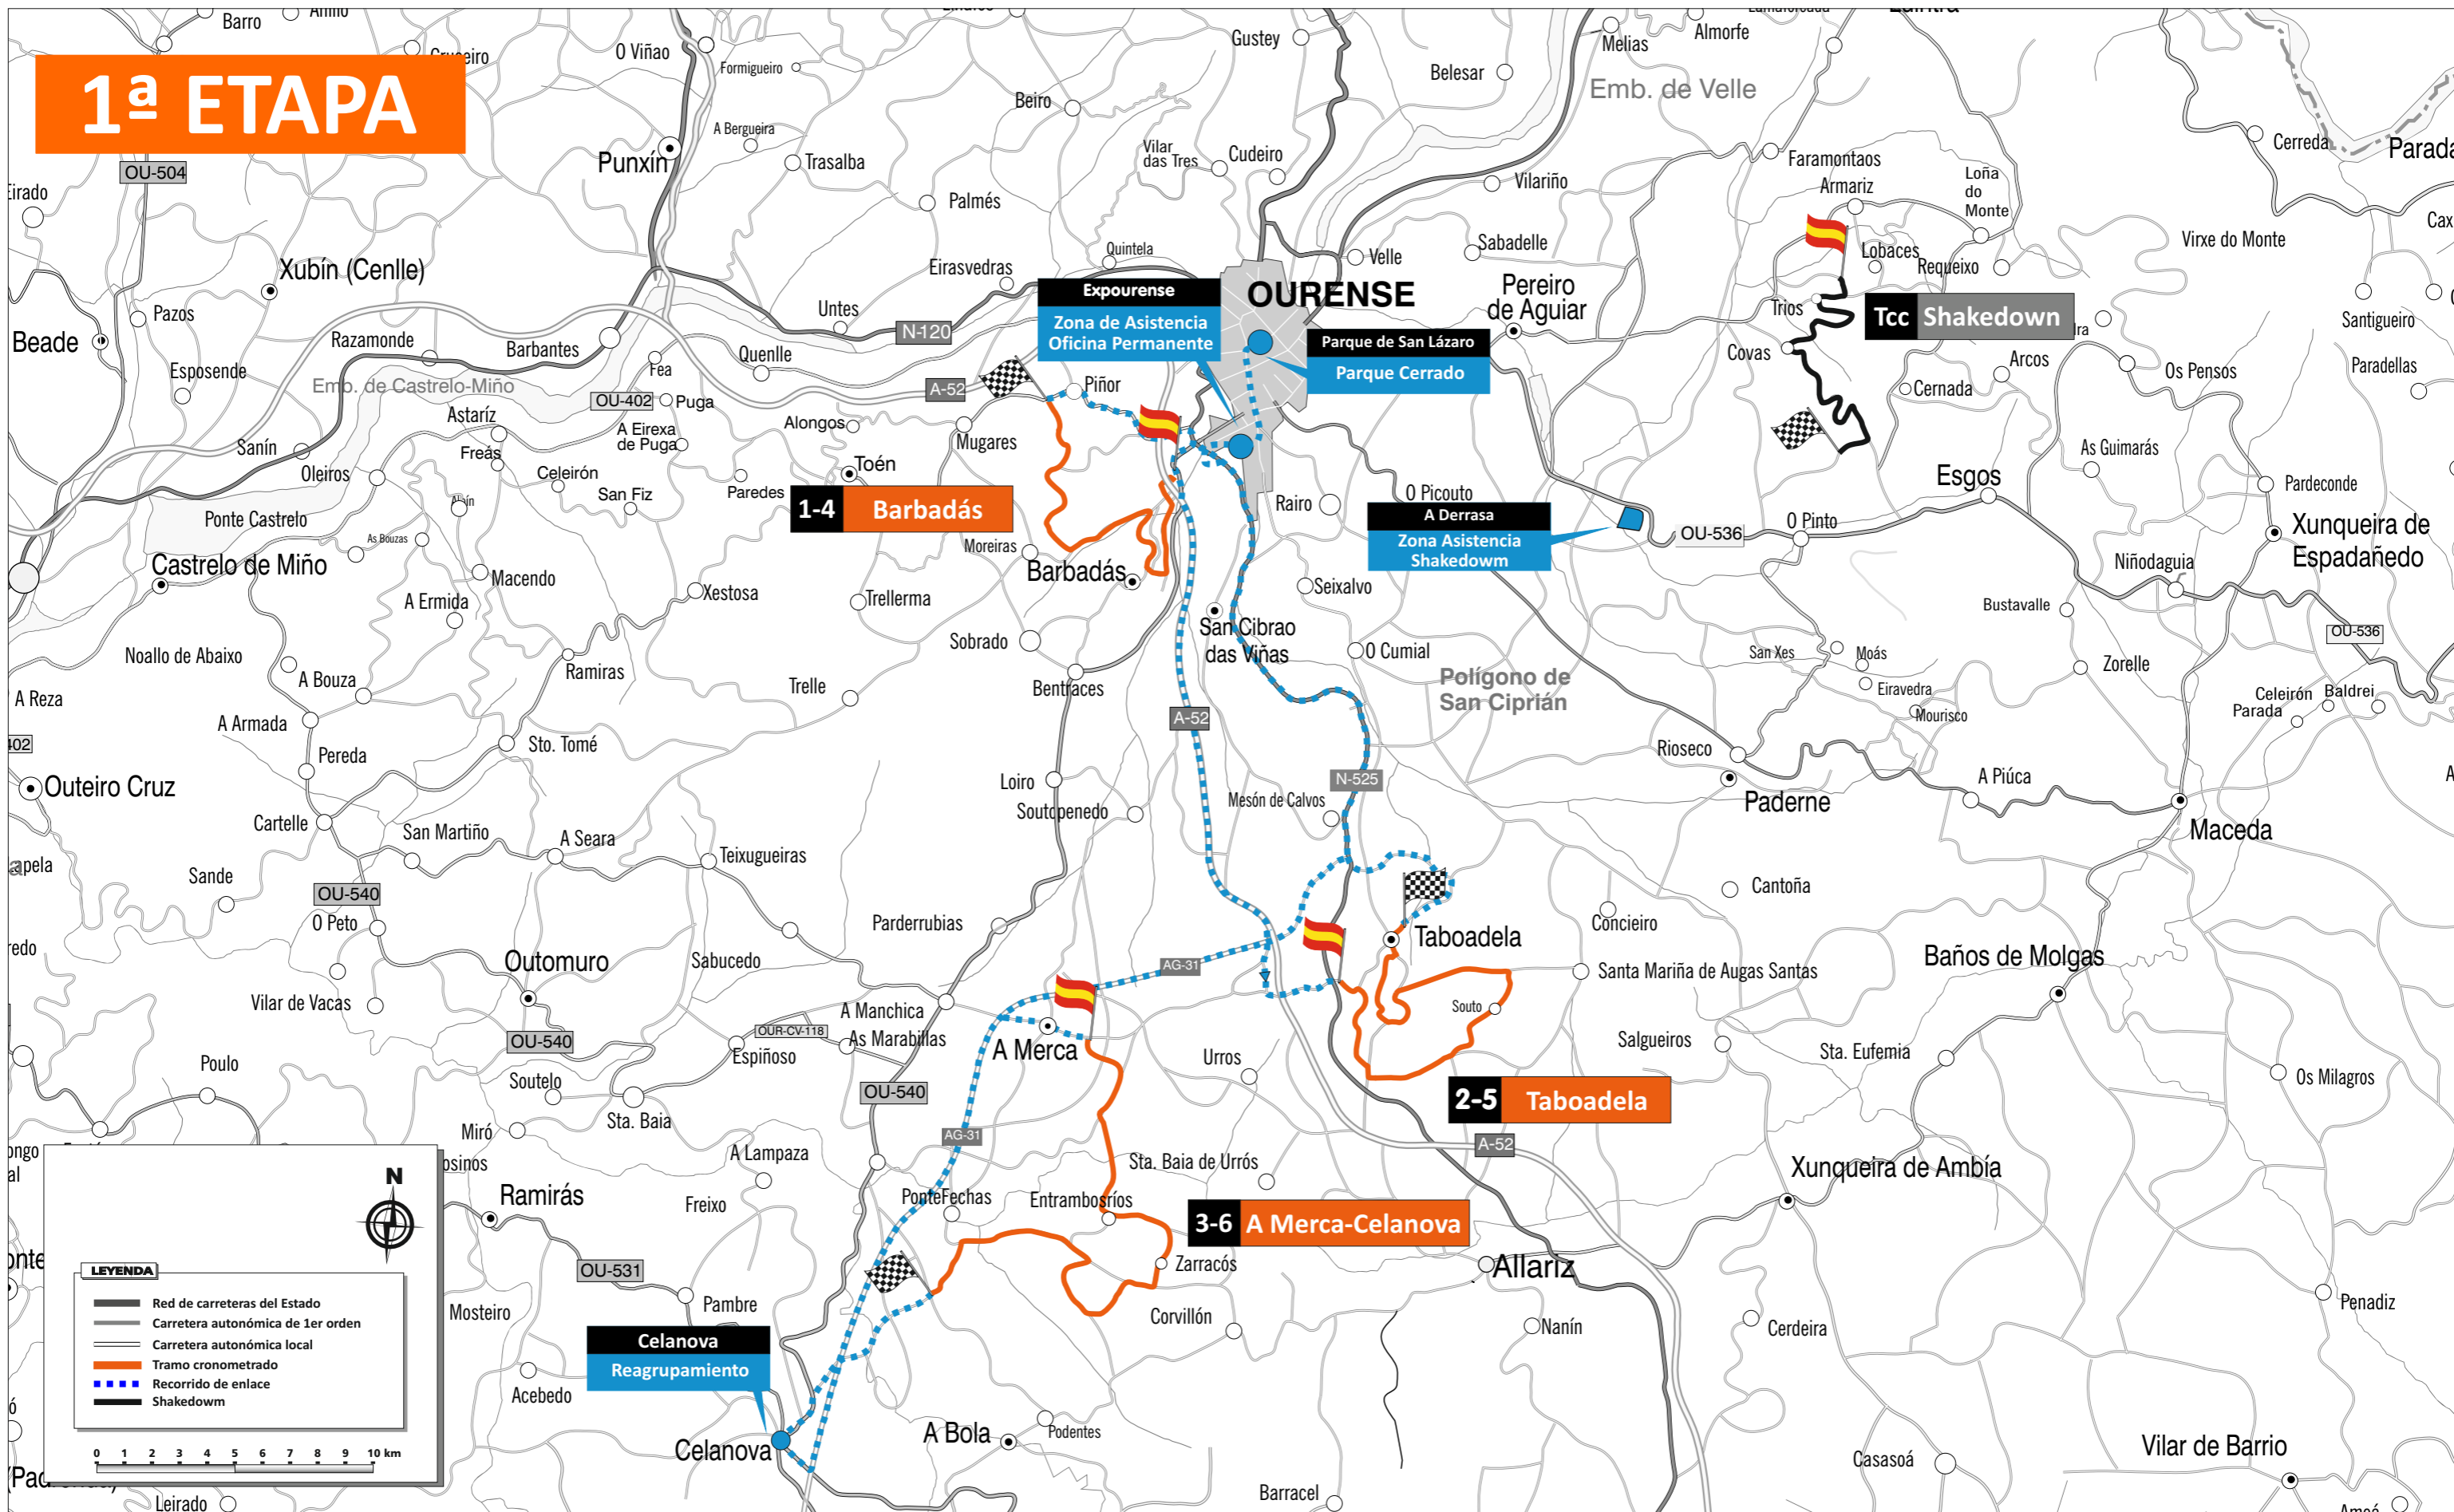 1ª ETAPA
Barro
Cruceiro
O Viñao
Formigueiro
Gustey
Belesar
Melias
Almorfe
Emb. de Velle
Beiro
A Bergueira
Trasalba
Punxín
OU-504
Palmés
Vilar
das Tres
Cudeiro
Vilariño
Faramontaos
Armariz
Loña
do
Monte
Cerreda
Virxe do Monte
Xubín (Cenlle)
Pazos
Beade
Esposende
Razamonde
Barbantes
Untes
Eirasvedras
Quintela
N-120
Quenlle
Fea
Puga
OU-402
A Eirexa
de Puga
Emb. de Castrelo-Miño
A-52
Piñor
Expourense
Zona de Asistencia
Oficina Permanente
OURENSE
Parque de San Lázaro
Parque Cerrado
Velle
Sabadelle
Pereiro
de Aguiar
Trios
Covas
Lobaces
Requeixo
Tcc Shakedown
Cernada
Arcos
Os Pensos
Santigueiro
Paradellas
As Guimarás
Pardeconde
Esgos
Xunqueira de
Espadañedo
Niñodaguia
Sanín
Oleiros
Astaríz
Freás
Celeirón
San Fiz
Paredes
Alongos
Toén
Mugares
1-4 Barbadás
Moreiras
Barbadás
Rairo
O Picouto
A Derrasa
Zona Asistencia
Shakedowm
OU-536
O Pinto
Ponte Castrelo
As Bouzas
Castrelo de Miño
Macendo
A Ermida
Xestosa
Trellerma
Sobrado
Seixalvo
San Cibrao
das Viñas
O Cumial
Polígono de
San Ciprián
San Xes
Moás
Eiravedra
Mourisco
Bustavalle
Zorelle
OU-536
Celeirón
Parada
Baldrei
Noallo de Abaixo
A Bouza
Ramiras
Trelle
Bentraces
A Reza
A Armada
Pereda
Sto. Tomé
A-52
Outeiro Cruz
Cartelle
San Martiño
A Seara
Teixugueiras
Loiro
Soutopenedo
N-525
Mesón de Calvos
Rioseco
Paderne
A Piúca
Maceda
Sande
OU-540
O Peto
Vilar de Vacas
Outomuro
OU-540
Sabucedo
Parderrubias
Taboadela
Concieiro
Cantoña
Santa Mariña de Augas Santas
Baños de Molgas
AG-31
Souto
A Manchica
OUR-CV-118
As Marabillas
Espiñoso
A Merca
Urros
Salgueiros
Sta. Eufemia
Os Milagros
Poulo
Soutelo
Sta. Baia
OU-540
2-5 Taboadela
A-52
Miró
A Lampaza
AG-31
Sta. Baia de Urrós
Xunqueira de Ambía
Ramirás
Freixo
PonteFechas
Entrambosríos
3-6 A Merca-Celanova
Zarracós
Allariz
OU-531
Mosteiro
Pambre
Corvillón
Nanín
Cerdeira
Penadiz
Celanova
Reagrupamiento
Acebedo
Celanova
A Bola
Podentes
Casasoá
Vilar de Barrio
Barracel
Leirado
N
LEYENDA
Red de carreteras del Estado
Carretera autonómica de 1er orden
Carretera autonómica local
Tramo cronometrado
Recorrido de enlace
Shakedowm
0 1 2 3 4 5 6 7 8 9 10 km